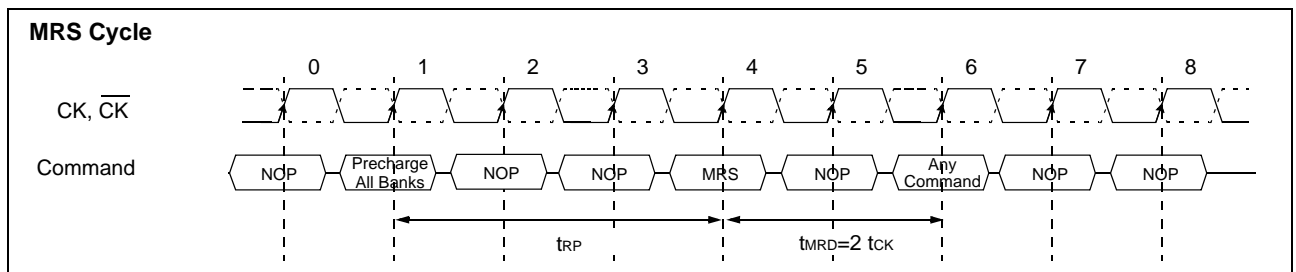 MRS Cycle
0 1 2 3 4 5 6 7 8
CK, C̅K̅
Command
NOP Precharge All Banks NOP NOP MRS NOP Any Command NOP NOP
tRP tMRD=2 tCK